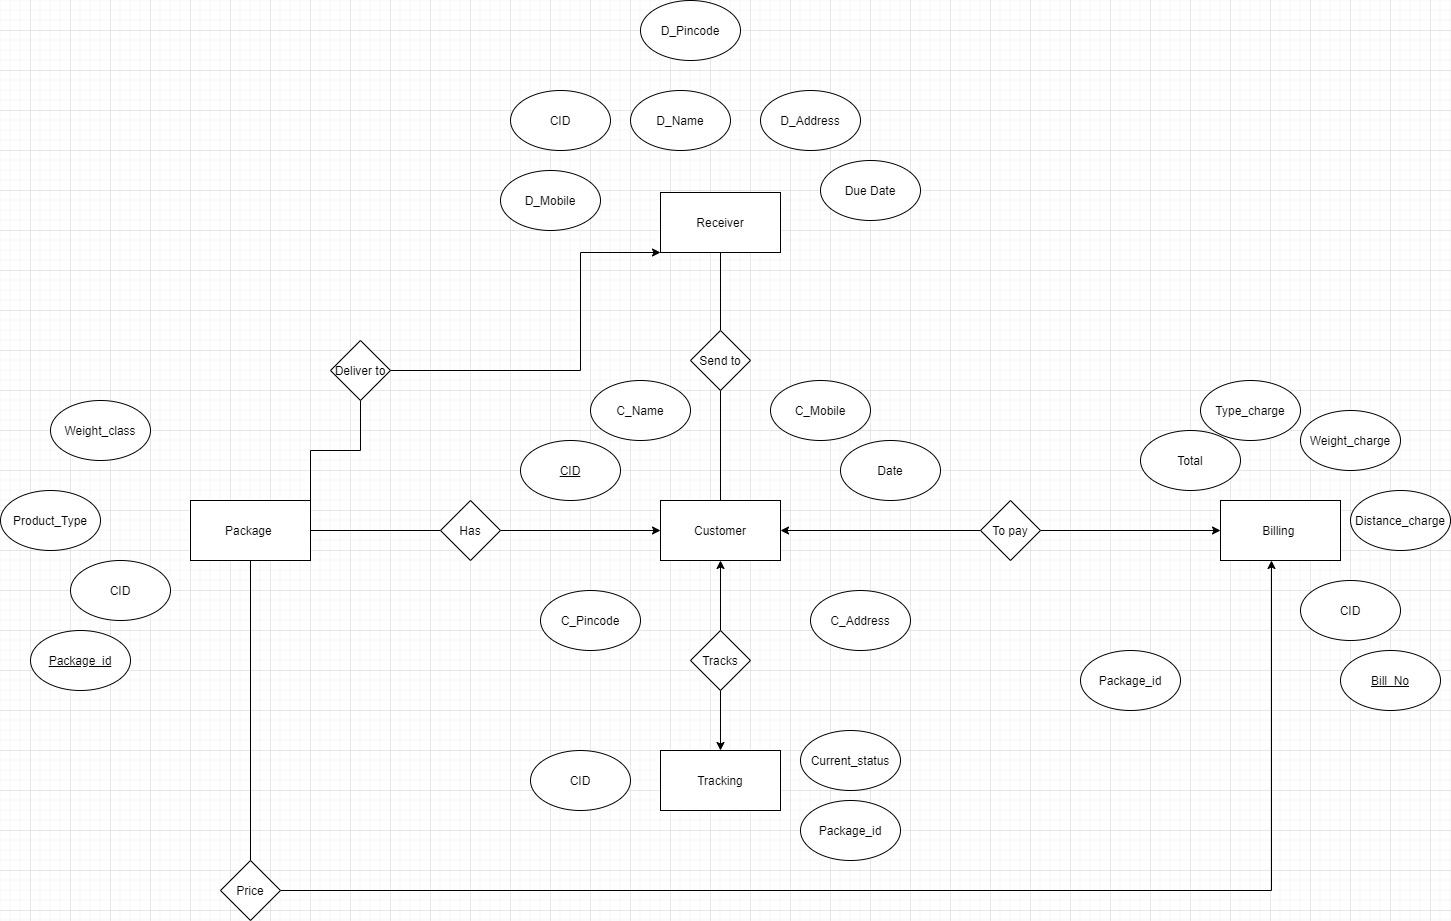 D_Pincode
CID
D_Name
D_Address
Due Date
D_Mobile
Receiver
Send to
Deliver to
C_Name
C_Mobile
Type_charge
Weight_class
Weight_charge
Total
CID
Date
Product_Type
Package
Has
Customer
To pay
Billing
Distance_charge
CID
C_Pincode
C_Address
CID
Package_id
Tracks
Package_id
Bill_No
Current_status
CID
Tracking
Package_id
Price